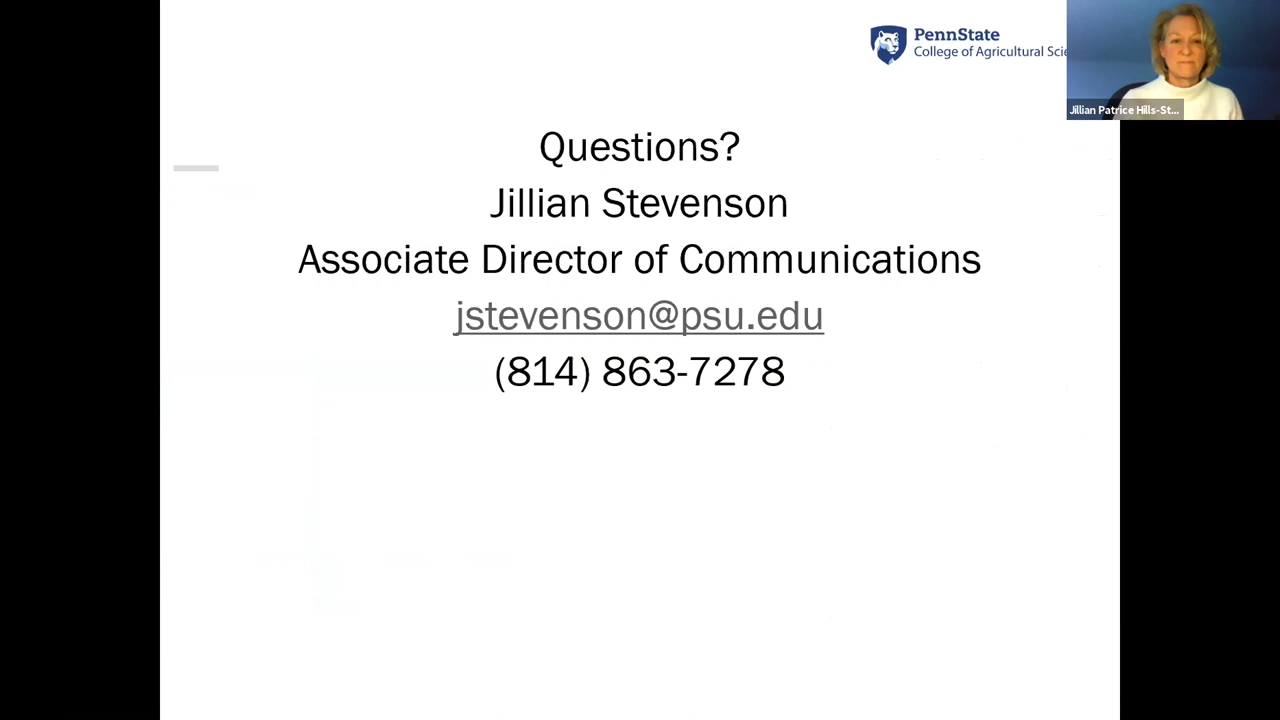 PennState
College of Agricultural Scie
Jillian Patrice Hills-St...
Questions?
Jillian Stevenson
Associate Director of Communications
jstevenson@psu.edu
(814) 863-7278